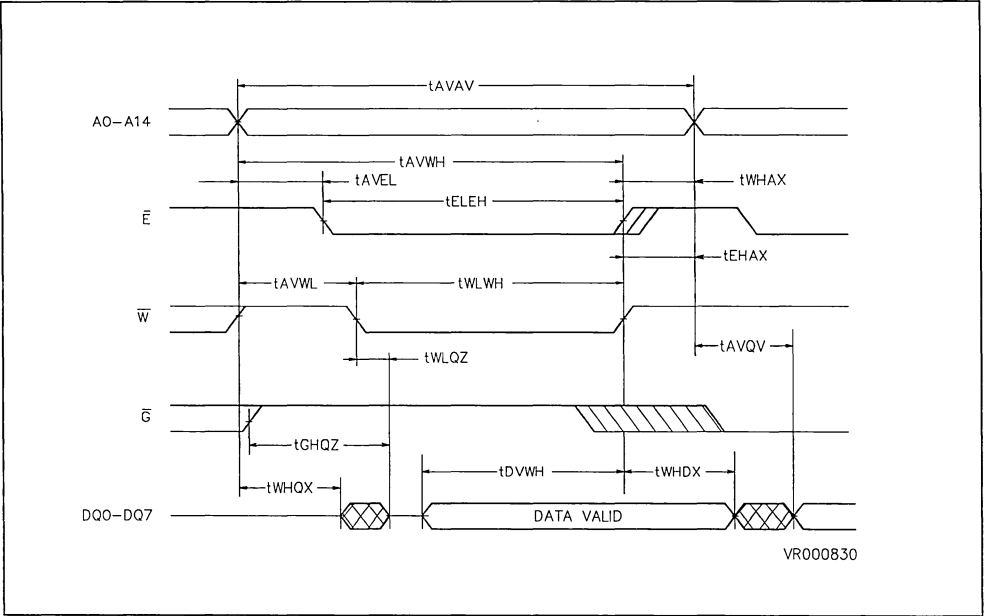 tAVAV
A0-A14
tAVWH
tAVEL
tWHAX
tELEH
E
tEHAX
tAVWL
tWLWH
W
tAVQV
tWLQZ
G
tGHQZ
tDVWH
tWHDX
tWHQX
DQ0-DQ7
DATA VALID
VR000830